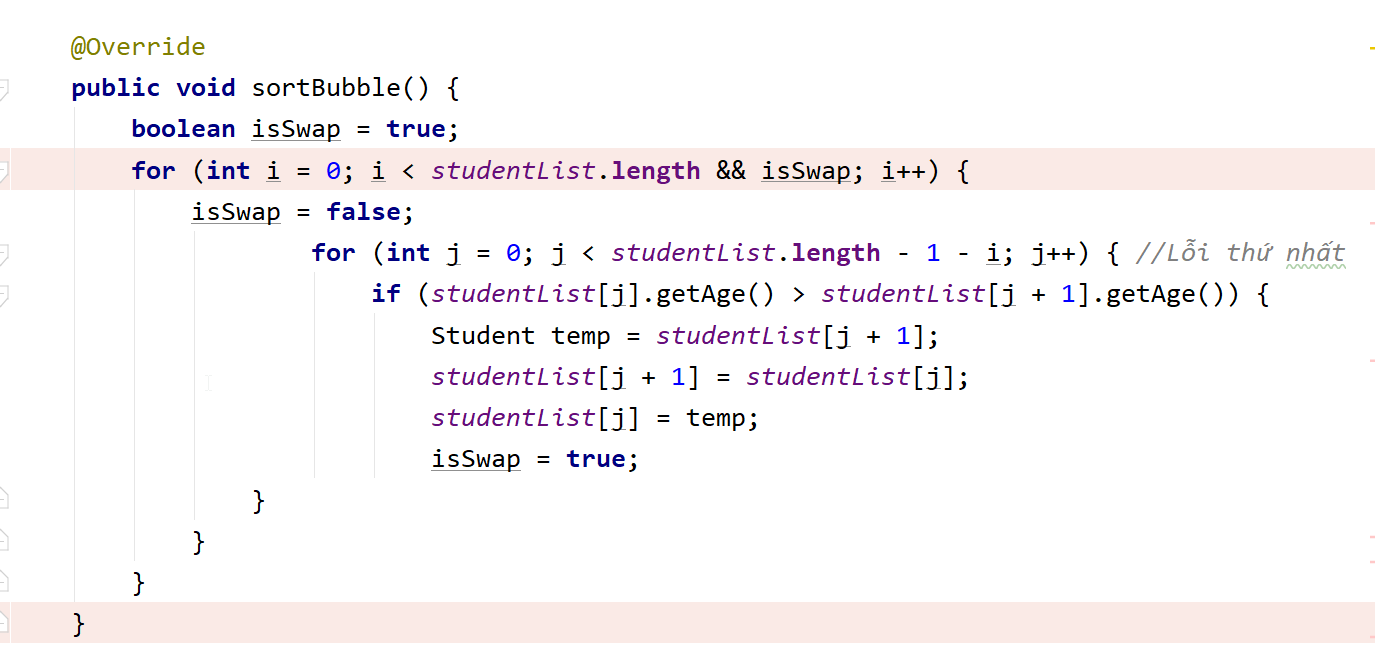 @Override
public void sortBubble() {
boolean isSwap = true;
for (int i = 0; i < studentList.length && isSwap; i++) {
isSwap = false;
for (int j = 0; j < studentList.length - 1 - i; j++) { //Lỗi thứ nhất
if (studentList[j].getAge() > studentList[j + 1].getAge()) {
Student temp = studentList[j + 1];
studentList[j + 1] = studentList[j];
studentList[j] = temp;
isSwap = true;
}
}
}
}